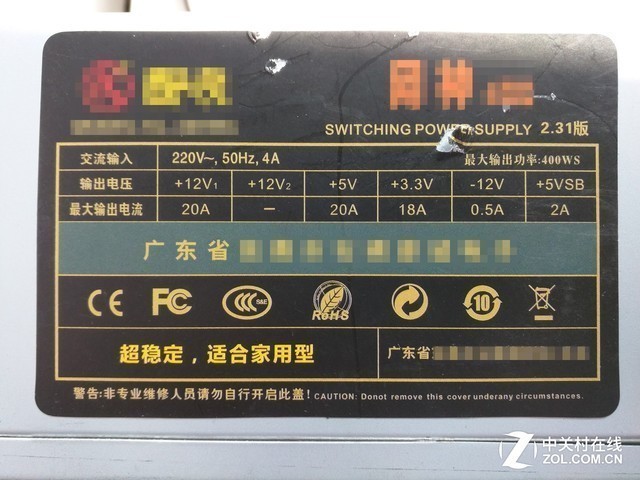 SWITCHING POWER SUPPLY 2.31版
交流输入 220V~, 50Hz, 4A 最大输出功率:400WS
输出电压 +12V₁ +12V₂ +5V +3.3V -12V +5VSB
最大输出电流 20A — 20A 18A 0.5A 2A
广东省
CE FC CCC S&E RoHS 10
超稳定，适合家用型
广东省
警告:非专业维修人员请勿自行开启此盖! CAUTION: Donot remove this cover underany circumstances.
中关村在线
ZOL.COM.CN